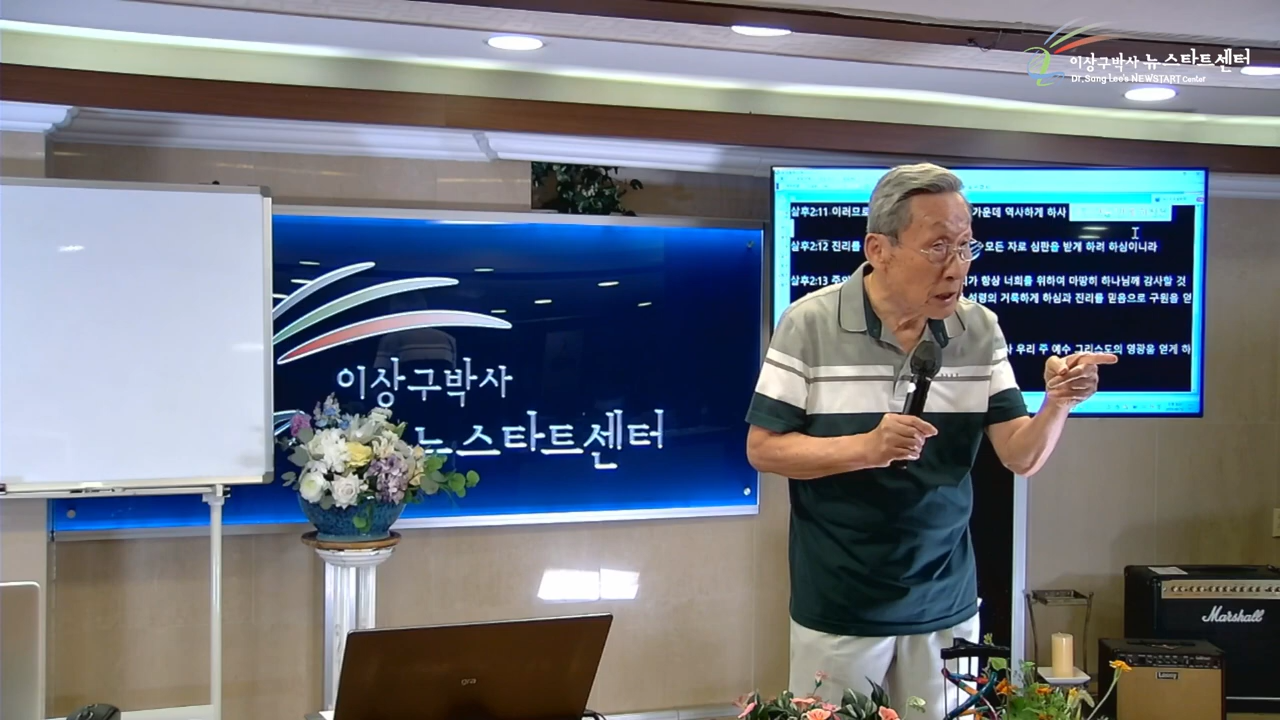 이상구박사 뉴스타트센터
Dr. Sang Lee's NEWSTART Center
살후2:11 이러므로 가운데 역사하게 하사
살후2:12 진리를 모든 자로 심판을 받게 하려 하심이니라
살후2:13 항상 너희를 위하여 마땅히 하나님께 감사할 것
성령의 거룩하게 하심과 진리를 믿음으로 구원을 얻
우리 주 예수 그리스도의 영광을 얻게 하
이상구박사
뉴스타트센터
gra
Marshall
Laney